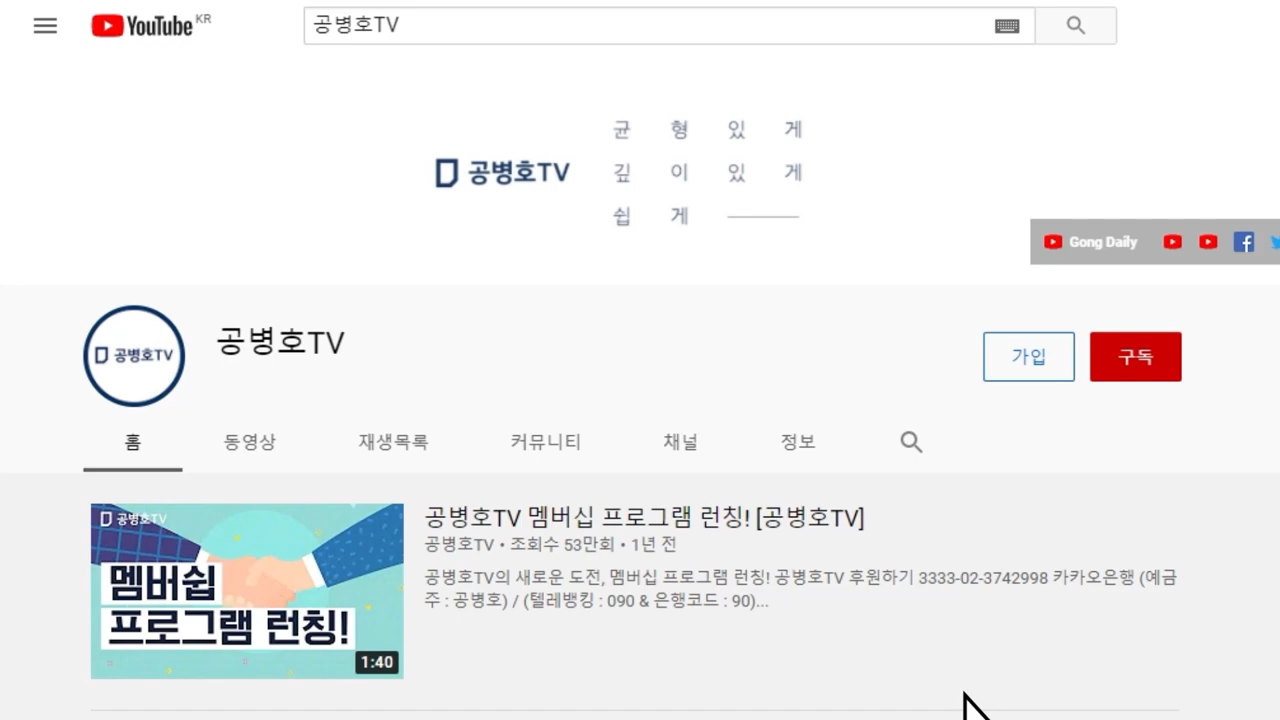 YouTube KR
공병호TV
공병호TV
균 형 있 게
깊 이 있 게
쉽 게
Gong Daily
공병호TV
공병호TV
가입
구독
홈 동영상 재생목록 커뮤니티 채널 정보
공병호TV
멤버쉽
프로그램 런칭!
1:40
공병호TV 멤버십 프로그램 런칭! [공병호TV]
공병호TV • 조회수 53만회 • 1년 전
공병호TV의 새로운 도전, 멤버십 프로그램 런칭! 공병호TV 후원하기 3333-02-3742998 카카오은행 (예금
주 : 공병호) / (텔레뱅킹 : 090 & 은행코드 : 90)...